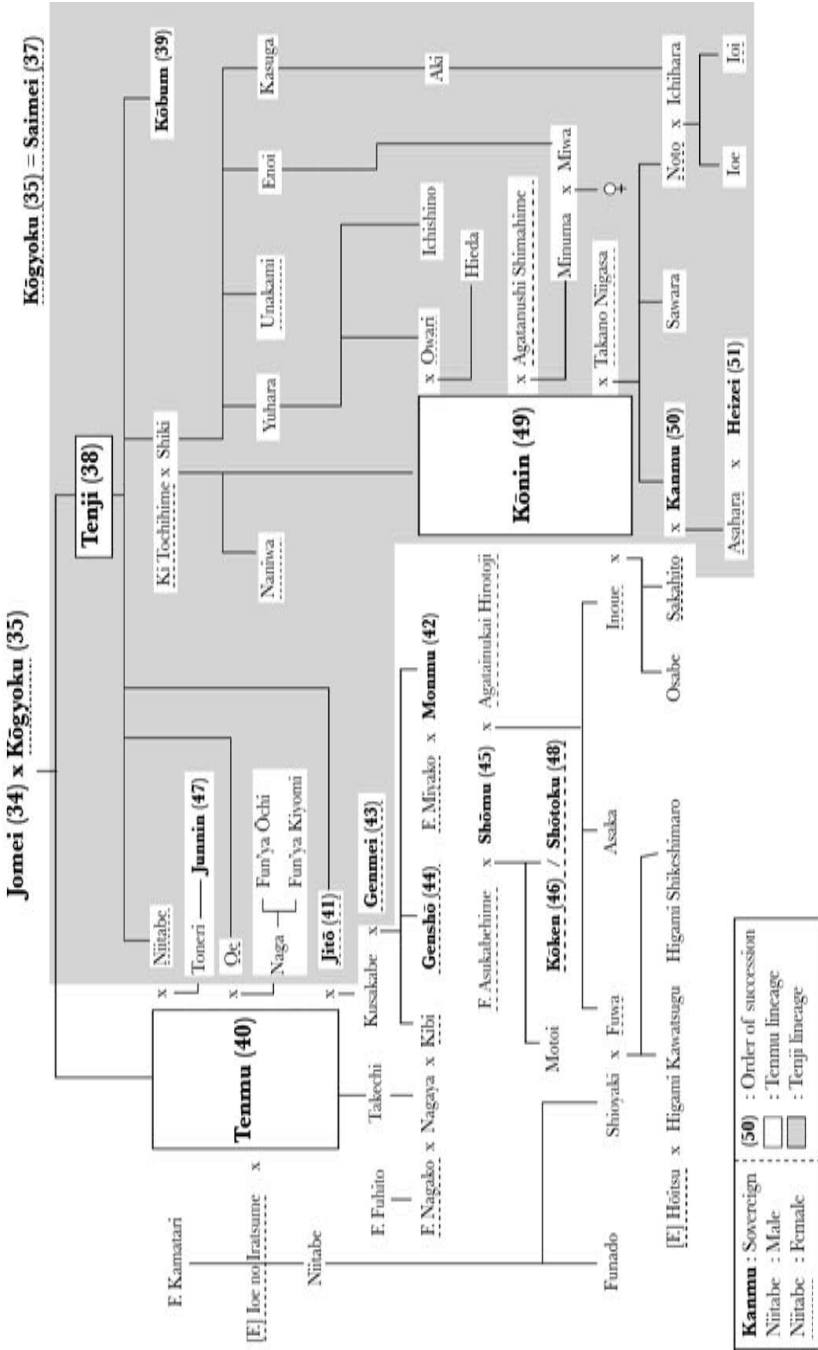 Jomei (34) x Kōgyoku (35)
Kōgyoku (35) = Saimei (37)
Tenji (38)
Kōbum (39)
Niitabe
x
Toneri
Junnin (47)
Oe
x
Naga
Fun'ya Ōchi
Fun'ya Kiyomi
Jitō (41)
x
Tenmu (40)
F. Kamatari
[F.] Ioe no Iratsume x
Niitabe
Ki Tochihime x Shiki
Naniwa
Yuhara
Unakami
Enoi
Kasuga
Ichishino
Aki
x Owari
Hieda
Kōnin (49)
x Agatanushi Shimahime
Minuma x Miwa
♀
x Takano Niigasa
Kusakabe x Genmei (43)
Takechi
F. Fuhito
F. Nagako x Nagaya x Kibi
Genshō (44)
F. Miyako x Monmu (42)
F. Asukabehime x Shōmu (45) x Agatainukai Hirotoji
Motoi
Kōken (46) / Shōtoku (48)
Funado
Shioyaki x Fuwa
Asaka
Inoue x
Osabe
Sakahito
x Kanmu (50)
Sawara
Noto x Ichihara
Asahara x Heizei (51)
Ioe
Ioi
[F.] Hōitsu x Higami Kawatsugu
Higami Shikeshimaro
Kanmu : Sovereign
Niitabe : Male
Niitabe : Female
(50) : Order of succession
: Tenmu lineage
: Tenji lineage